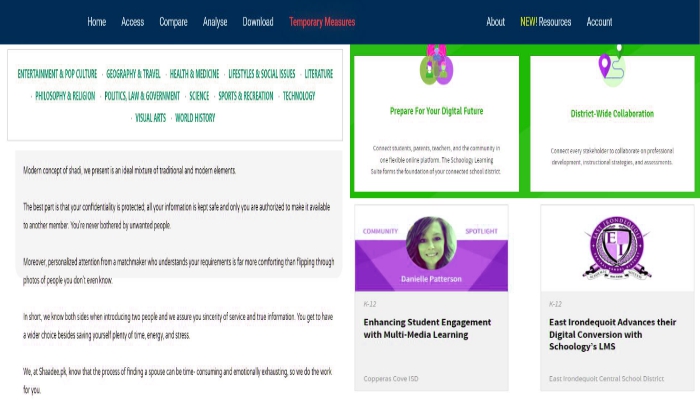 Home Access Compare Analyse Download Temporary Measures About NEW! Resources Account
ENTERTAINMENT & POP CULTURE · GEOGRAPHY & TRAVEL · HEALTH & MEDICINE · LIFESTYLES & SOCIAL ISSUES · LITERATURE
· PHILOSOPHY & RELIGION · POLITICS, LAW & GOVERNMENT · SCIENCE · SPORTS & RECREATION · TECHNOLOGY
· VISUAL ARTS · WORLD HISTORY
Modern concept of shadi, we present is an ideal mixture of traditional and modern elements.
The best part is that your confidentiality is protected; all your information is kept safe and only you are authorized to make it available
to another member. You're never bothered by unwanted people.
Moreover, personalized attention from a matchmaker who understands your requirements is far more comforting than flipping through
photos of people you don't even know.
In short, we know both sides when introducing two people and we assure you sincerity of service and true information. You get to have
a wider choice besides saving yourself plenty of time, energy, and stress.
We, at Shaadee.pk, know that the process of finding a spouse can be time- consuming and emotionally exhausting, so we do the work
for you.
Prepare For Your Digital Future
Connect students, parents, teachers, and the community in
one flexible online platform. The Schoology Learning
Suite forms the foundation of your connected school district.
District-Wide Collaboration
Connect every stakeholder to collaborate on professional
development, instructional strategies, and assessments.
COMMUNITY SPOTLIGHT
Danielle Patterson
K-12
Enhancing Student Engagement
with Multi-Media Learning
Copperas Cove ISD
EAST IRONDEQUOIT
E I
K-12
East Irondequoit Advances their
Digital Conversion with
Schoology's LMS
East Irondequoit Central School District